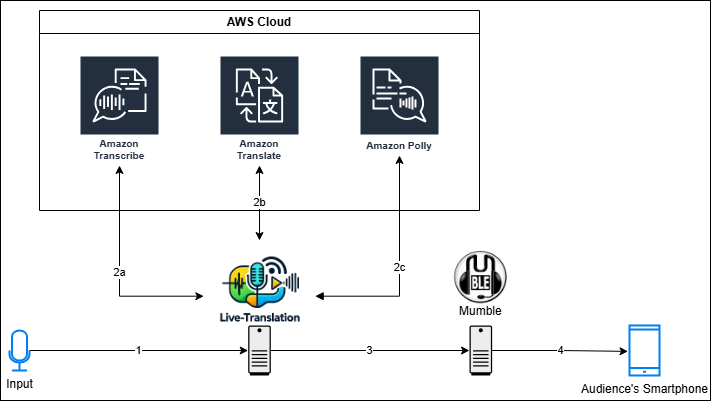 AWS Cloud
Amazon
Transcribe
Amazon
Translate
Amazon Polly
A
文
2b
2a
2c
Live-Translation
BLE
Mumble
1
3
4
Input
Audience's Smartphone